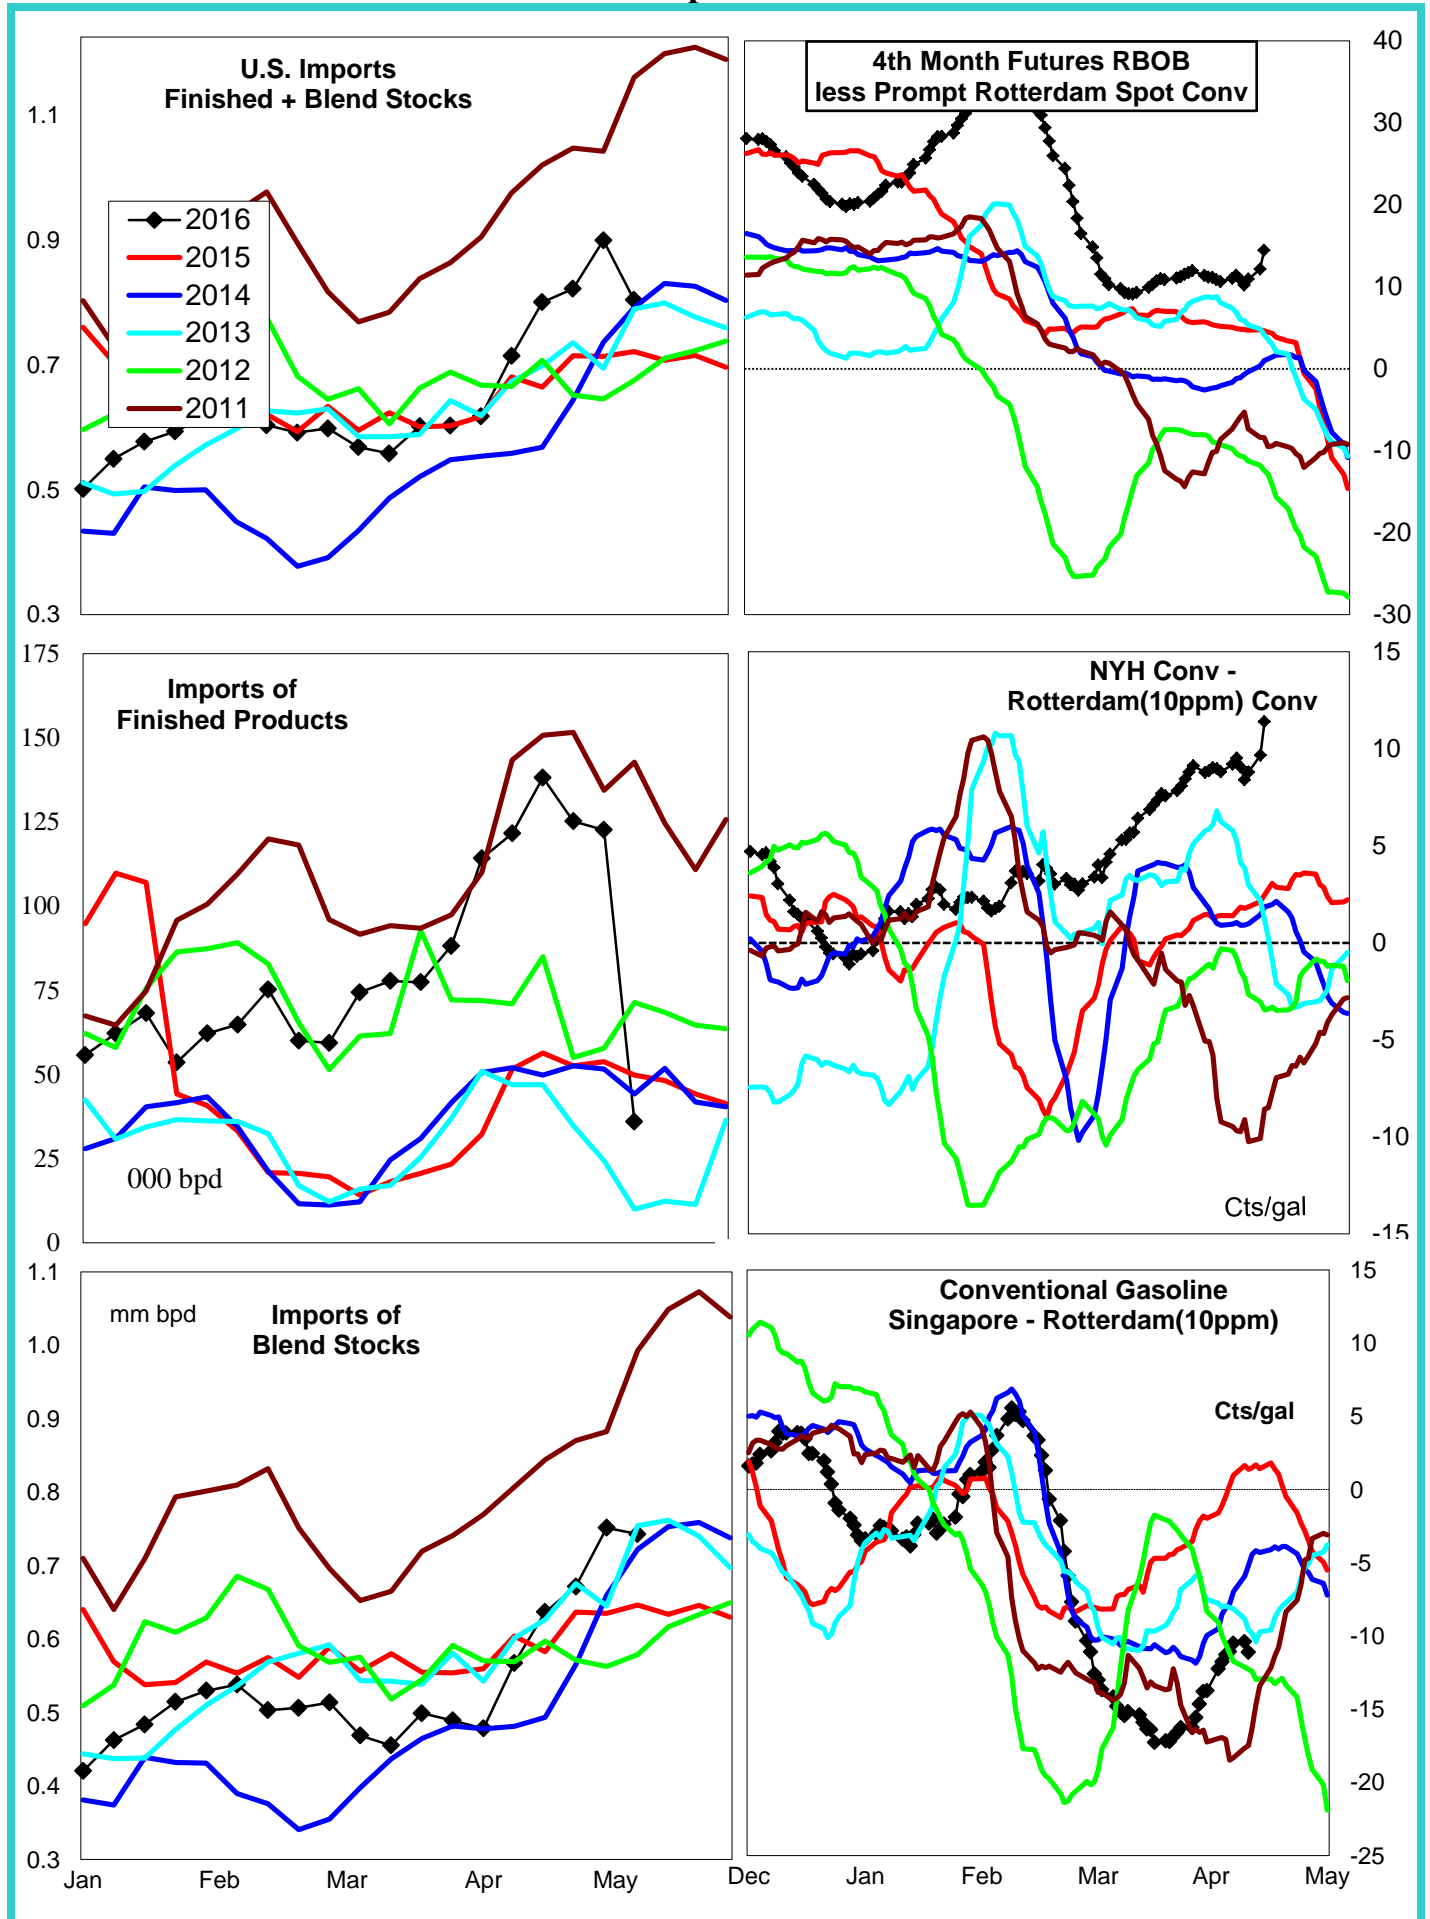 U.S. Imports
Finished + Blend Stocks
1.1
0.9
0.7
0.5
0.3
2016
2015
2014
2013
2012
2011
4th Month Futures RBOB
less Prompt Rotterdam Spot Conv
40
30
20
10
0
-10
-20
-30
Imports of
Finished Products
175
150
125
100
75
50
25
0
000 bpd
NYH Conv -
Rotterdam(10ppm) Conv
15
10
5
0
-5
-10
-15
Cts/gal
mm bpd
Imports of
Blend Stocks
1.1
1.0
0.9
0.8
0.7
0.6
0.5
0.4
0.3
Jan Feb Mar Apr May
Conventional Gasoline
Singapore - Rotterdam(10ppm)
Cts/gal
15
10
5
0
-5
-10
-15
-20
-25
Dec Jan Feb Mar Apr May